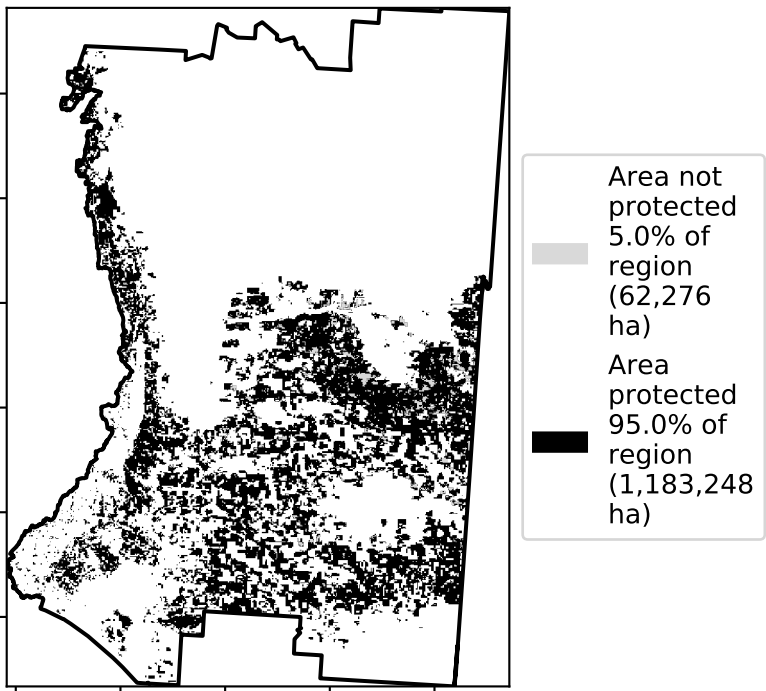 Area not
protected
5.0% of
region
(62,276
ha)
Area
protected
95.0% of
region
(1,183,248
ha)